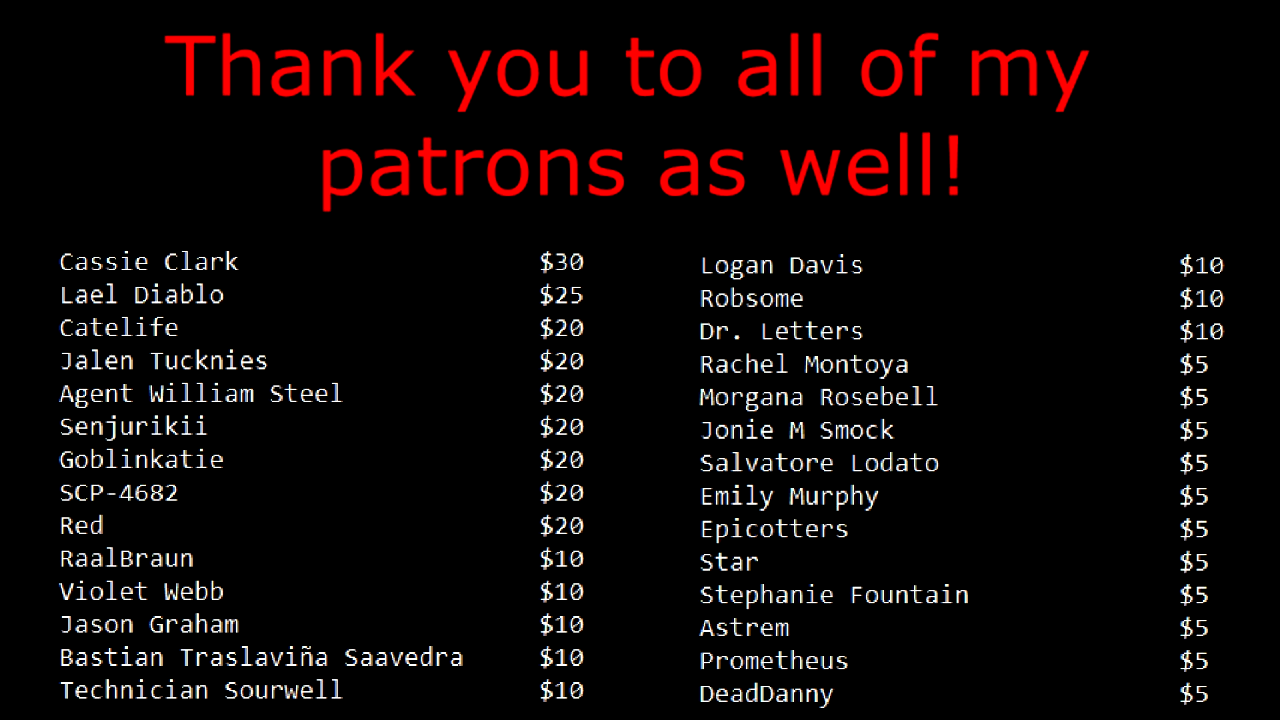 Thank you to all of my
patrons as well!
Cassie Clark $30
Lael Diablo $25
Catelife $20
Jalen Tucknies $20
Agent William Steel $20
Senjurikii $20
Goblinkatie $20
SCP-4682 $20
Red $20
RaalBraun $10
Violet Webb $10
Jason Graham $10
Bastian Traslaviña Saavedra $10
Technician Sourwell $10
Logan Davis $10
Robsome $10
Dr. Letters $10
Rachel Montoya $5
Morgana Rosebell $5
Jonie M Smock $5
Salvatore Lodato $5
Emily Murphy $5
Epicotters $5
Star $5
Stephanie Fountain $5
Astrem $5
Prometheus $5
DeadDanny $5